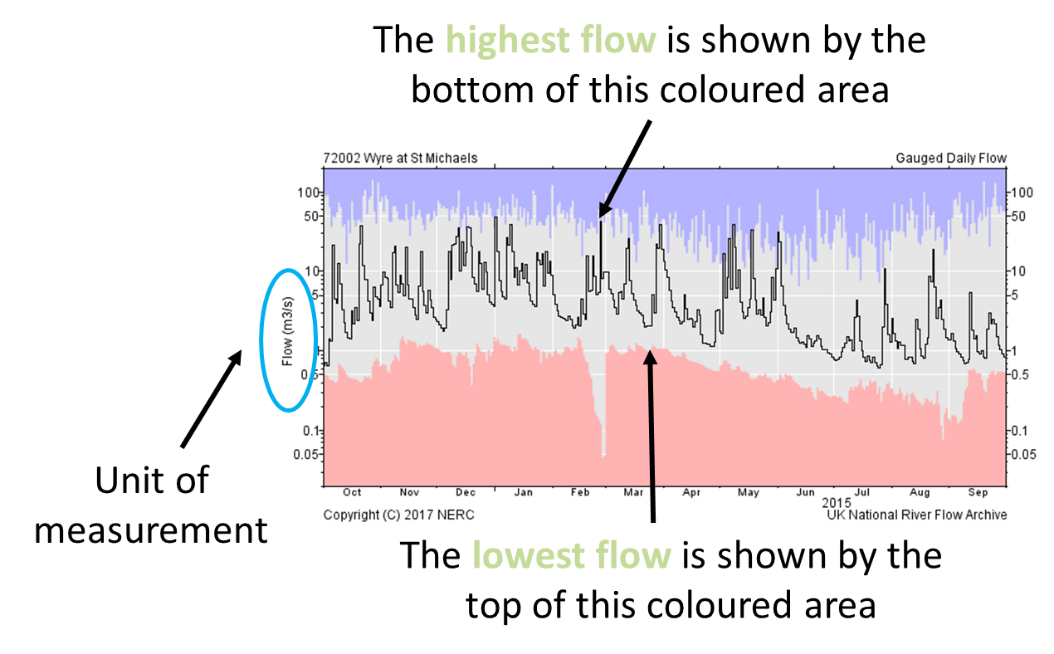 The highest flow is shown by the
bottom of this coloured area
72002 Wyre at St Michaels Gauged Daily Flow
100 100
50 50
10 10
5 5
Flow (m3/s)
1 1
0.5 0.5
0.1 0.1
0.05 0.05
Oct Nov Dec Jan Feb Mar Apr May Jun Jul Aug Sep
2015
Copyright (C) 2017 NERC UK National River Flow Archive
Unit of
measurement
The lowest flow is shown by the
top of this coloured area